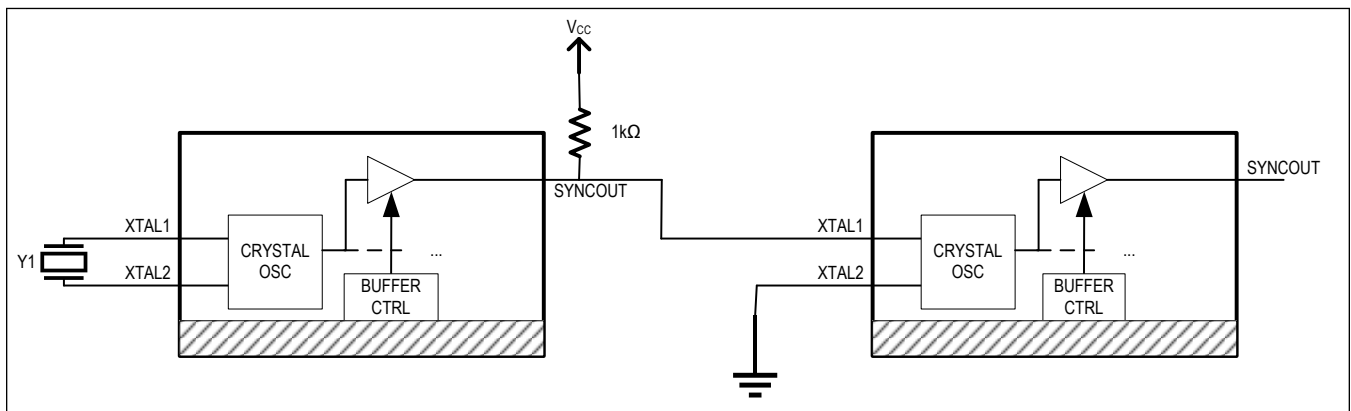 VCC
1kΩ
SYNCOUT
SYNCOUT
XTAL1
XTAL1
Y1
CRYSTAL
OSC
...
CRYSTAL
OSC
...
XTAL2
XTAL2
BUFFER
CTRL
BUFFER
CTRL